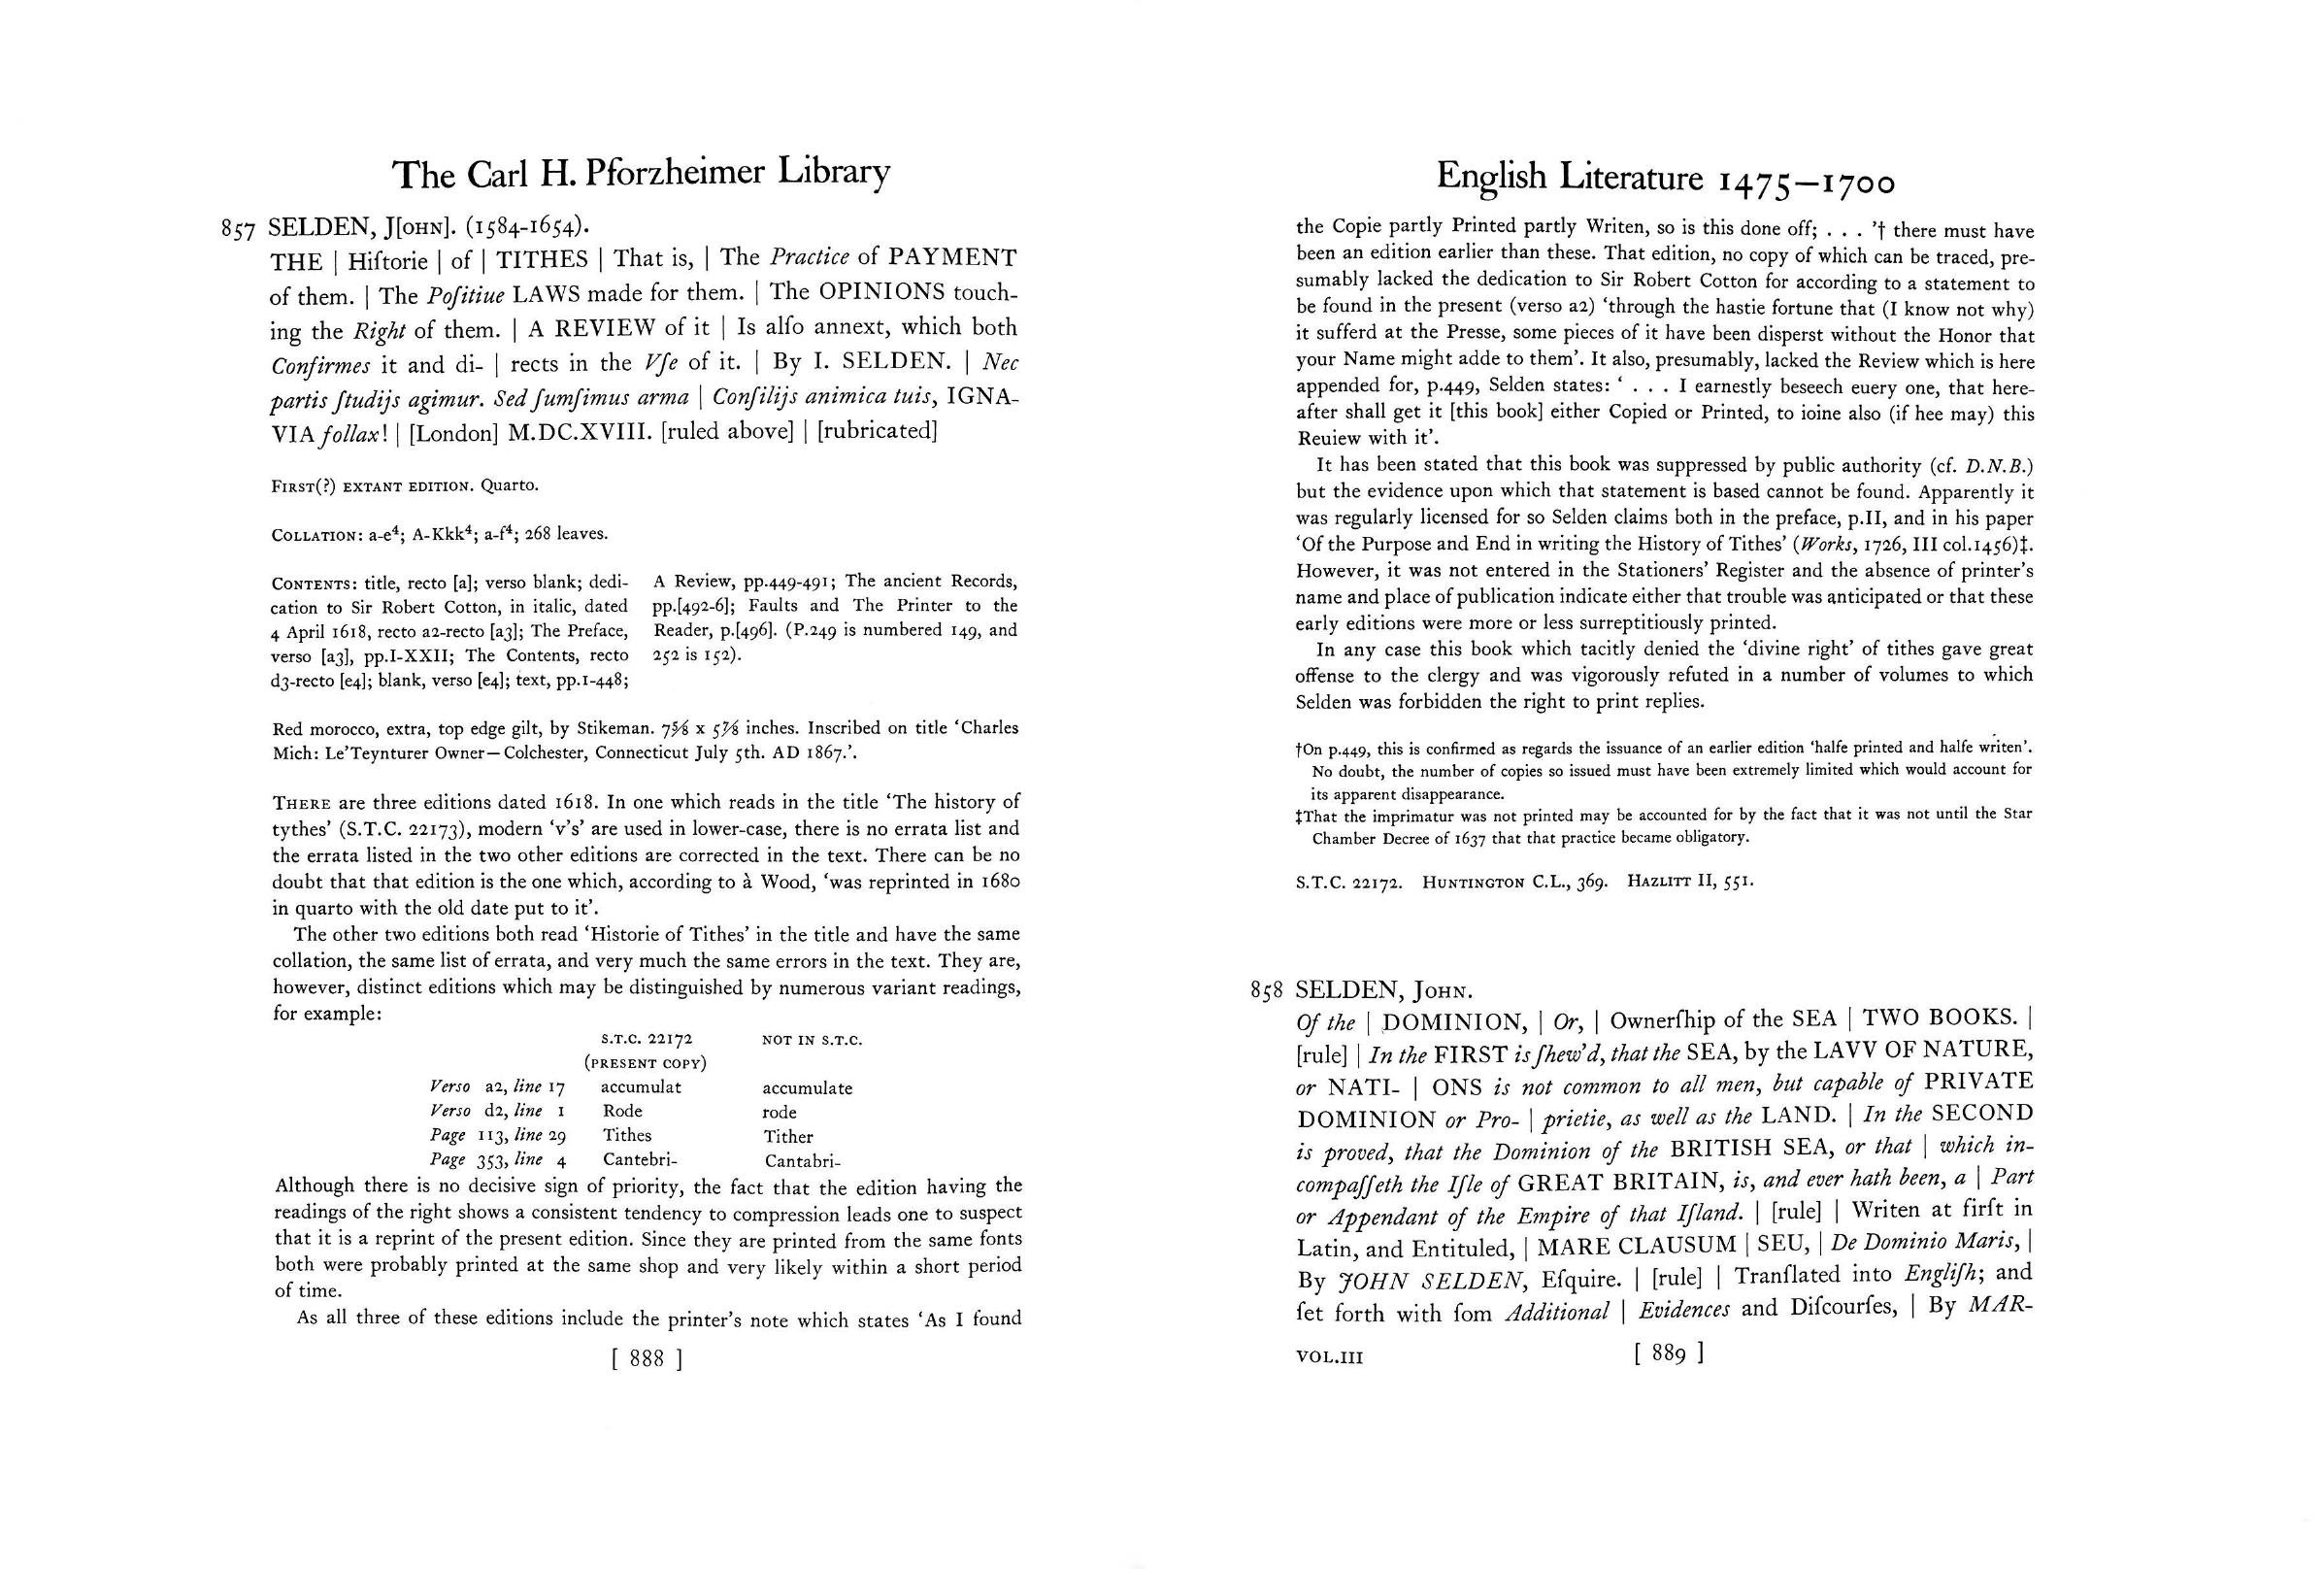 The Carl H. Pforzheimer Library
857 SELDEN, J[OHN]. (1584-1654).
THE | Hiſtorie | of | TITHES | That is, | The Practice of PAYMENT
of them. | The Poſitiue LAWS made for them. | The OPINIONS touch-
ing the Right of them. | A REVIEW of it | Is alſo annext, which both
Confirmes it and di- | rects in the Vſe of it. | By I. SELDEN. | Nec
partis ſtudijs agimur. Sed ſumſimus arma | Conſilijs animica tuis, IGNA-
VIA follax! | [London] M.DC.XVIII. [ruled above] | [rubricated]
FIRST(?) EXTANT EDITION. Quarto.
COLLATION: a-e⁴; A-Kkk⁴; a-f⁴; 268 leaves.
CONTENTS: title, recto [a]; verso blank; dedi-
cation to Sir Robert Cotton, in italic, dated
4 April 1618, recto a2-recto [a3]; The Preface,
verso [a3], pp.I-XXII; The Contents, recto
d3-recto [e4]; blank, verso [e4]; text, pp.1-448;
A Review, pp.449-491; The ancient Records,
pp.[492-6]; Faults and The Printer to the
Reader, p.[496]. (P.249 is numbered 149, and
252 is 152).
Red morocco, extra, top edge gilt, by Stikeman. 7⅝ x 5⅞ inches. Inscribed on title ‘Charles
Mich: Le'Teynturer Owner—Colchester, Connecticut July 5th. AD 1867.’.
THERE are three editions dated 1618. In one which reads in the title ‘The history of
tythes’ (S.T.C. 22173), modern ‘v's’ are used in lower-case, there is no errata list and
the errata listed in the two other editions are corrected in the text. There can be no
doubt that that edition is the one which, according to à Wood, ‘was reprinted in 1680
in quarto with the old date put to it’.
The other two editions both read ‘Historie of Tithes’ in the title and have the same
collation, the same list of errata, and very much the same errors in the text. They are,
however, distinct editions which may be distinguished by numerous variant readings,
for example:
S.T.C. 22172 NOT IN S.T.C.
(PRESENT COPY)
Verso a2, line 17 accumulat accumulate
Verso d2, line 1 Rode rode
Page 113, line 29 Tithes Tither
Page 353, line 4 Cantebri- Cantabri-
Although there is no decisive sign of priority, the fact that the edition having the
readings of the right shows a consistent tendency to compression leads one to suspect
that it is a reprint of the present edition. Since they are printed from the same fonts
both were probably printed at the same shop and very likely within a short period
of time.
As all three of these editions include the printer's note which states ‘As I found
[ 888 ]
English Literature 1475—1700
the Copie partly Printed partly Writen, so is this done off; . . . ’† there must have
been an edition earlier than these. That edition, no copy of which can be traced, pre-
sumably lacked the dedication to Sir Robert Cotton for according to a statement to
be found in the present (verso a2) ‘through the hastie fortune that (I know not why)
it sufferd at the Presse, some pieces of it have been disperst without the Honor that
your Name might adde to them’. It also, presumably, lacked the Review which is here
appended for, p.449, Selden states: ‘ . . . I earnestly beseech euery one, that here-
after shall get it [this book] either Copied or Printed, to ioine also (if hee may) this
Reuiew with it’.
It has been stated that this book was suppressed by public authority (cf. D.N.B.)
but the evidence upon which that statement is based cannot be found. Apparently it
was regularly licensed for so Selden claims both in the preface, p.II, and in his paper
‘Of the Purpose and End in writing the History of Tithes’ (Works, 1726, III col.1456)‡.
However, it was not entered in the Stationers' Register and the absence of printer's
name and place of publication indicate either that trouble was anticipated or that these
early editions were more or less surreptitiously printed.
In any case this book which tacitly denied the ‘divine right’ of tithes gave great
offense to the clergy and was vigorously refuted in a number of volumes to which
Selden was forbidden the right to print replies.
†On p.449, this is confirmed as regards the issuance of an earlier edition ‘halfe printed and halfe writen’.
No doubt, the number of copies so issued must have been extremely limited which would account for
its apparent disappearance.
‡That the imprimatur was not printed may be accounted for by the fact that it was not until the Star
Chamber Decree of 1637 that that practice became obligatory.
S.T.C. 22172. HUNTINGTON C.L., 369. HAZLITT II, 551.
858 SELDEN, JOHN.
Of the | DOMINION, | Or, | Ownerſhip of the SEA | TWO BOOKS. |
[rule] | In the FIRST is ſhew'd, that the SEA, by the LAVV OF NATURE,
or NATI- | ONS is not common to all men, but capable of PRIVATE
DOMINION or Pro- | prietie, as well as the LAND. | In the SECOND
is proved, that the Dominion of the BRITISH SEA, or that | which in-
compaſſeth the Iſle of GREAT BRITAIN, is, and ever hath been, a | Part
or Appendant of the Empire of that Iſland. | [rule] | Writen at firſt in
Latin, and Entituled, | MARE CLAUSUM | SEU, | De Dominio Maris, |
By JOHN SELDEN, Eſquire. | [rule] | Tranſlated into Engliſh; and
ſet forth with ſom Additional | Evidences and Diſcourſes, | By MAR-
VOL.III [ 889 ]